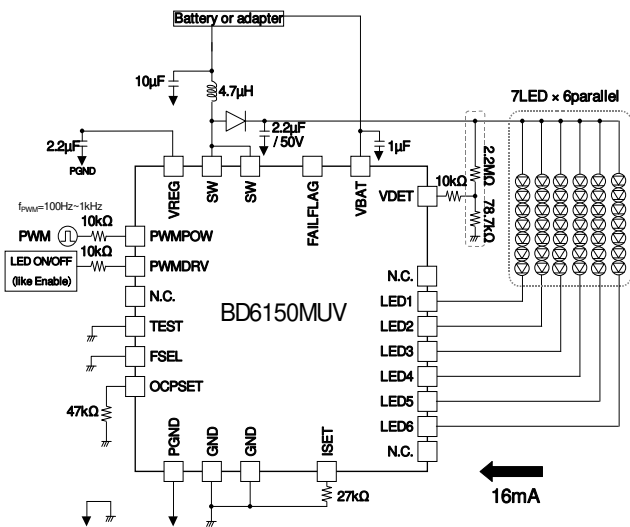 Battery or adapter
10µF
4.7µH
7LED × 6parallel
2.2µF
2.2µF
/ 50V
1µF
PGND
VREG
SW
SW
FAILFLAG
VBAT
VDET
10kΩ
2.2MΩ
78.7kΩ
fPWM=100Hz~1kHz
PWM
10kΩ
PWMPOW
LED ON/OFF
(like Enable)
10kΩ
PWMDRV
N.C.
N.C.
LED1
BD6150MUV
TEST
LED2
FSEL
LED3
OCPSET
LED4
47kΩ
LED5
LED6
PGND
GND
GND
ISET
N.C.
27kΩ
16mA